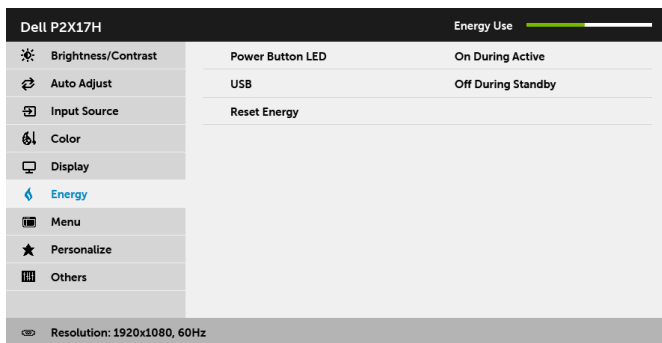 Dell P2X17H Energy Use
Brightness/Contrast Power Button LED On During Active
Auto Adjust USB Off During Standby
Input Source Reset Energy
Color
Display
Energy
Menu
Personalize
Others
Resolution: 1920x1080, 60Hz